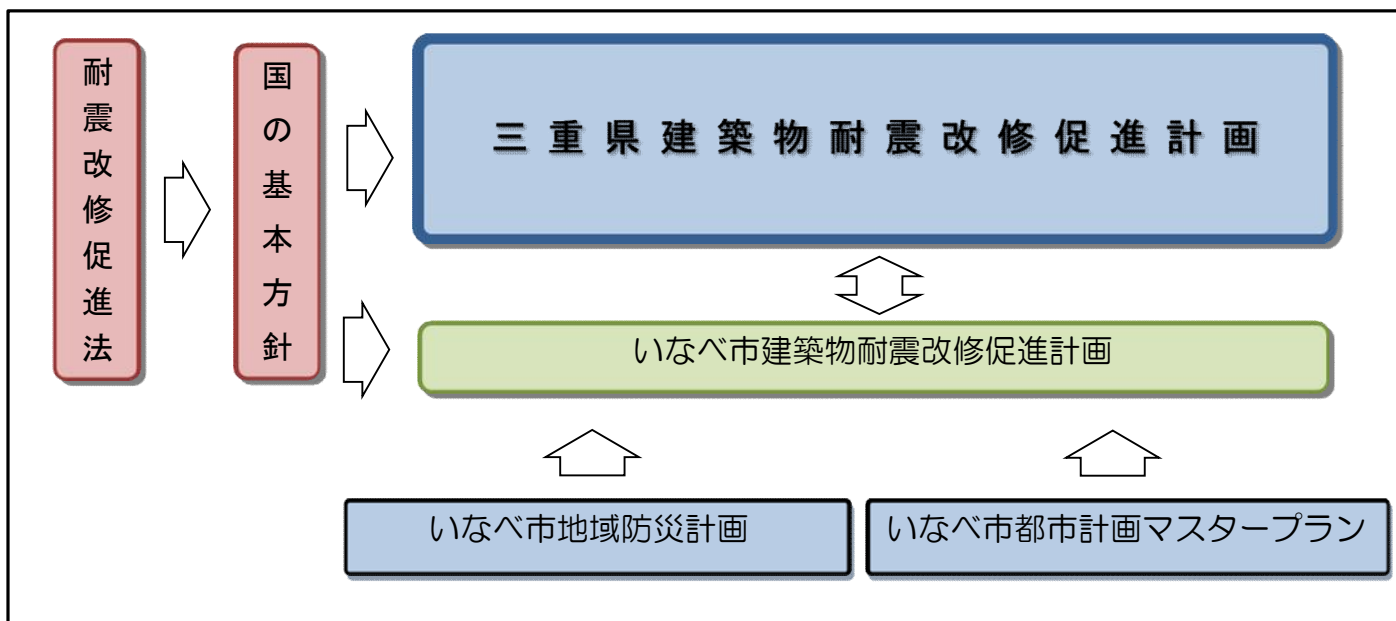 耐震改修促進法
国の基本方針
三重県建築物耐震改修促進計画
いなべ市建築物耐震改修促進計画
いなべ市地域防災計画
いなべ市都市計画マスタープラン